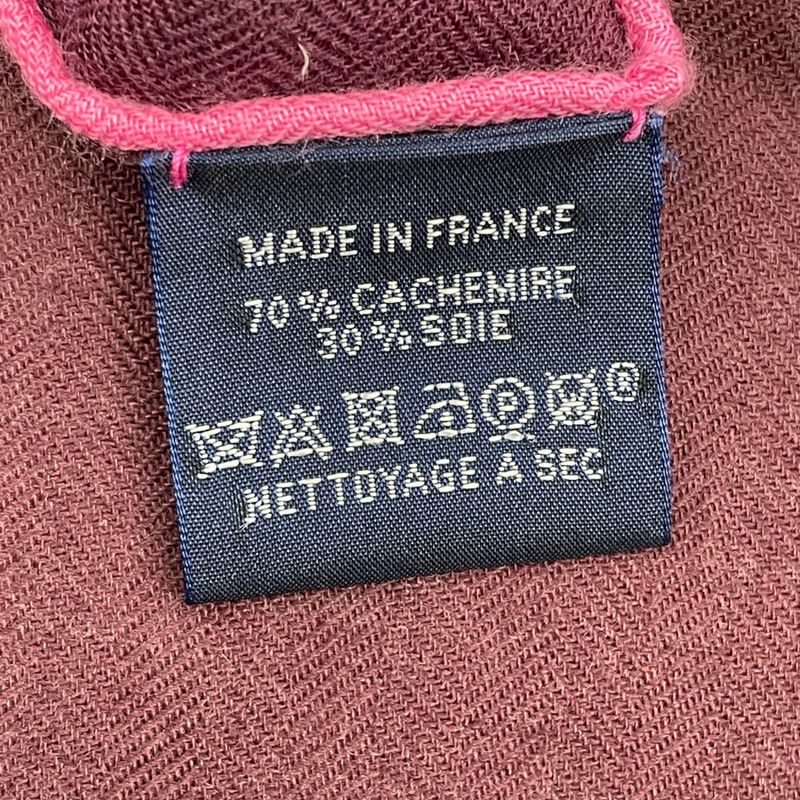 MADE IN FRANCE
70 % CACHEMIRE
30 % SOIE
P ®
NETTOYAGE A SEC